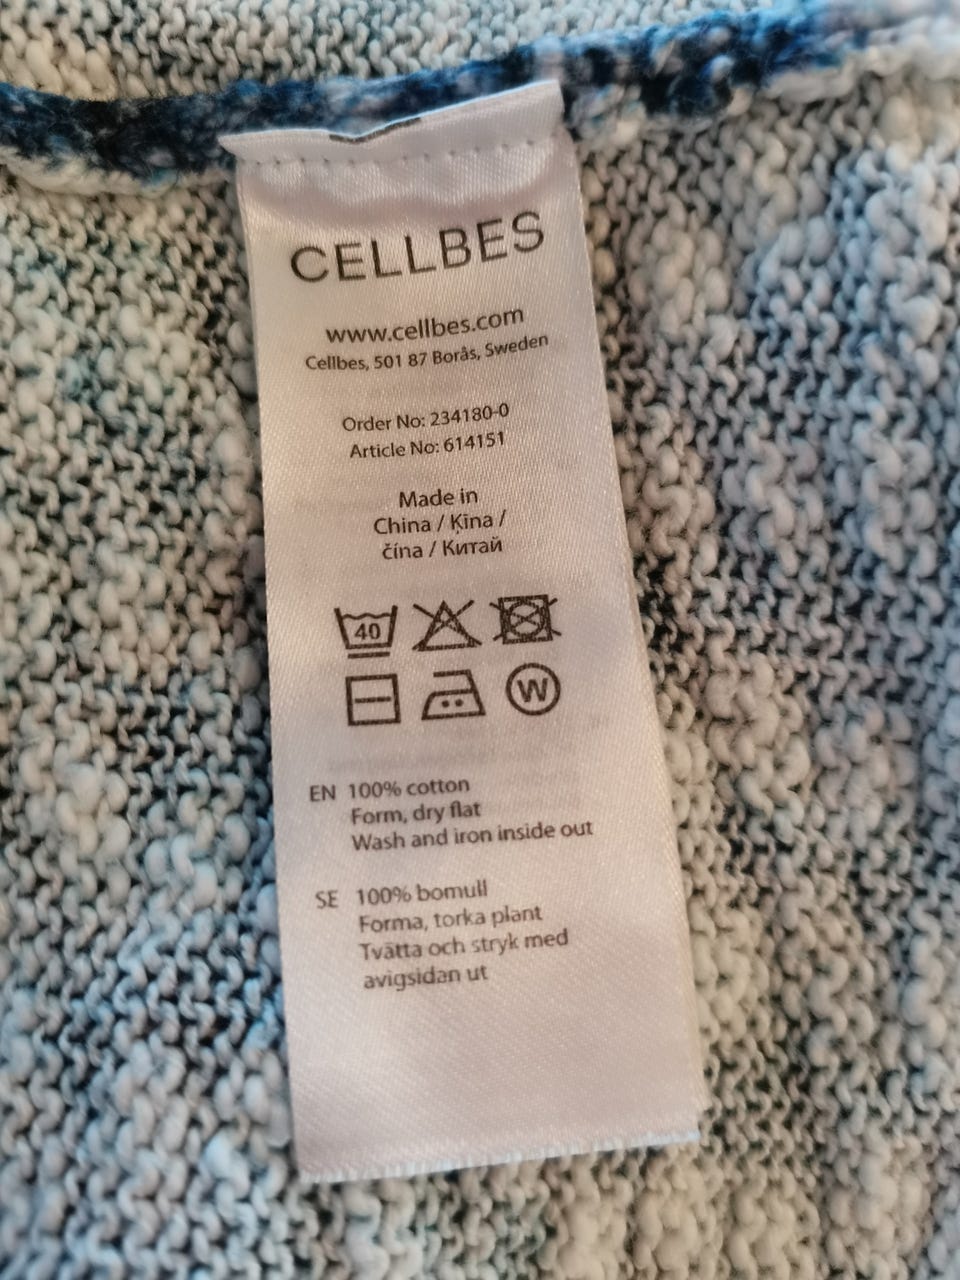 CELLBES
www.cellbes.com
Cellbes, 501 87 Borås, Sweden
Order No: 234180-0
Article No: 614151
Made in
China / Ķīna /
čína / Китай
40
W
EN 100% cotton
Form, dry flat
Wash and iron inside out
SE 100% bomull
Forma, torka plant
Tvätta och stryk med
avigsidan ut